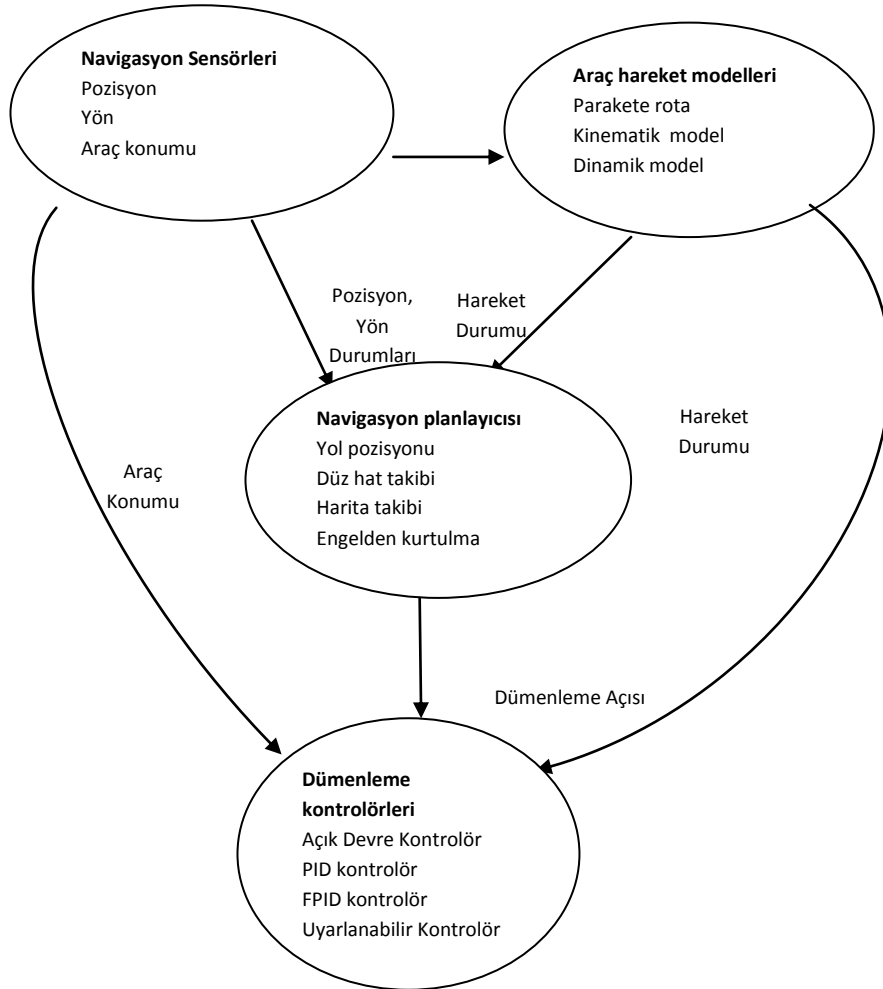 Navigasyon Sensörleri
Pozisyon
Yön
Araç konumu
Araç hareket modelleri
Parakete rota
Kinematik model
Dinamik model
Pozisyon,
Yön
Durumları
Hareket
Durumu
Navigasyon planlayıcısı
Yol pozisyonu
Düz hat takibi
Harita takibi
Engelden kurtulma
Hareket
Durumu
Araç
Konumu
Dümenleme Açısı
Dümenleme
kontrolörleri
Açık Devre Kontrolör
PID kontrolör
FPID kontrolör
Uyarlanabilir Kontrolör